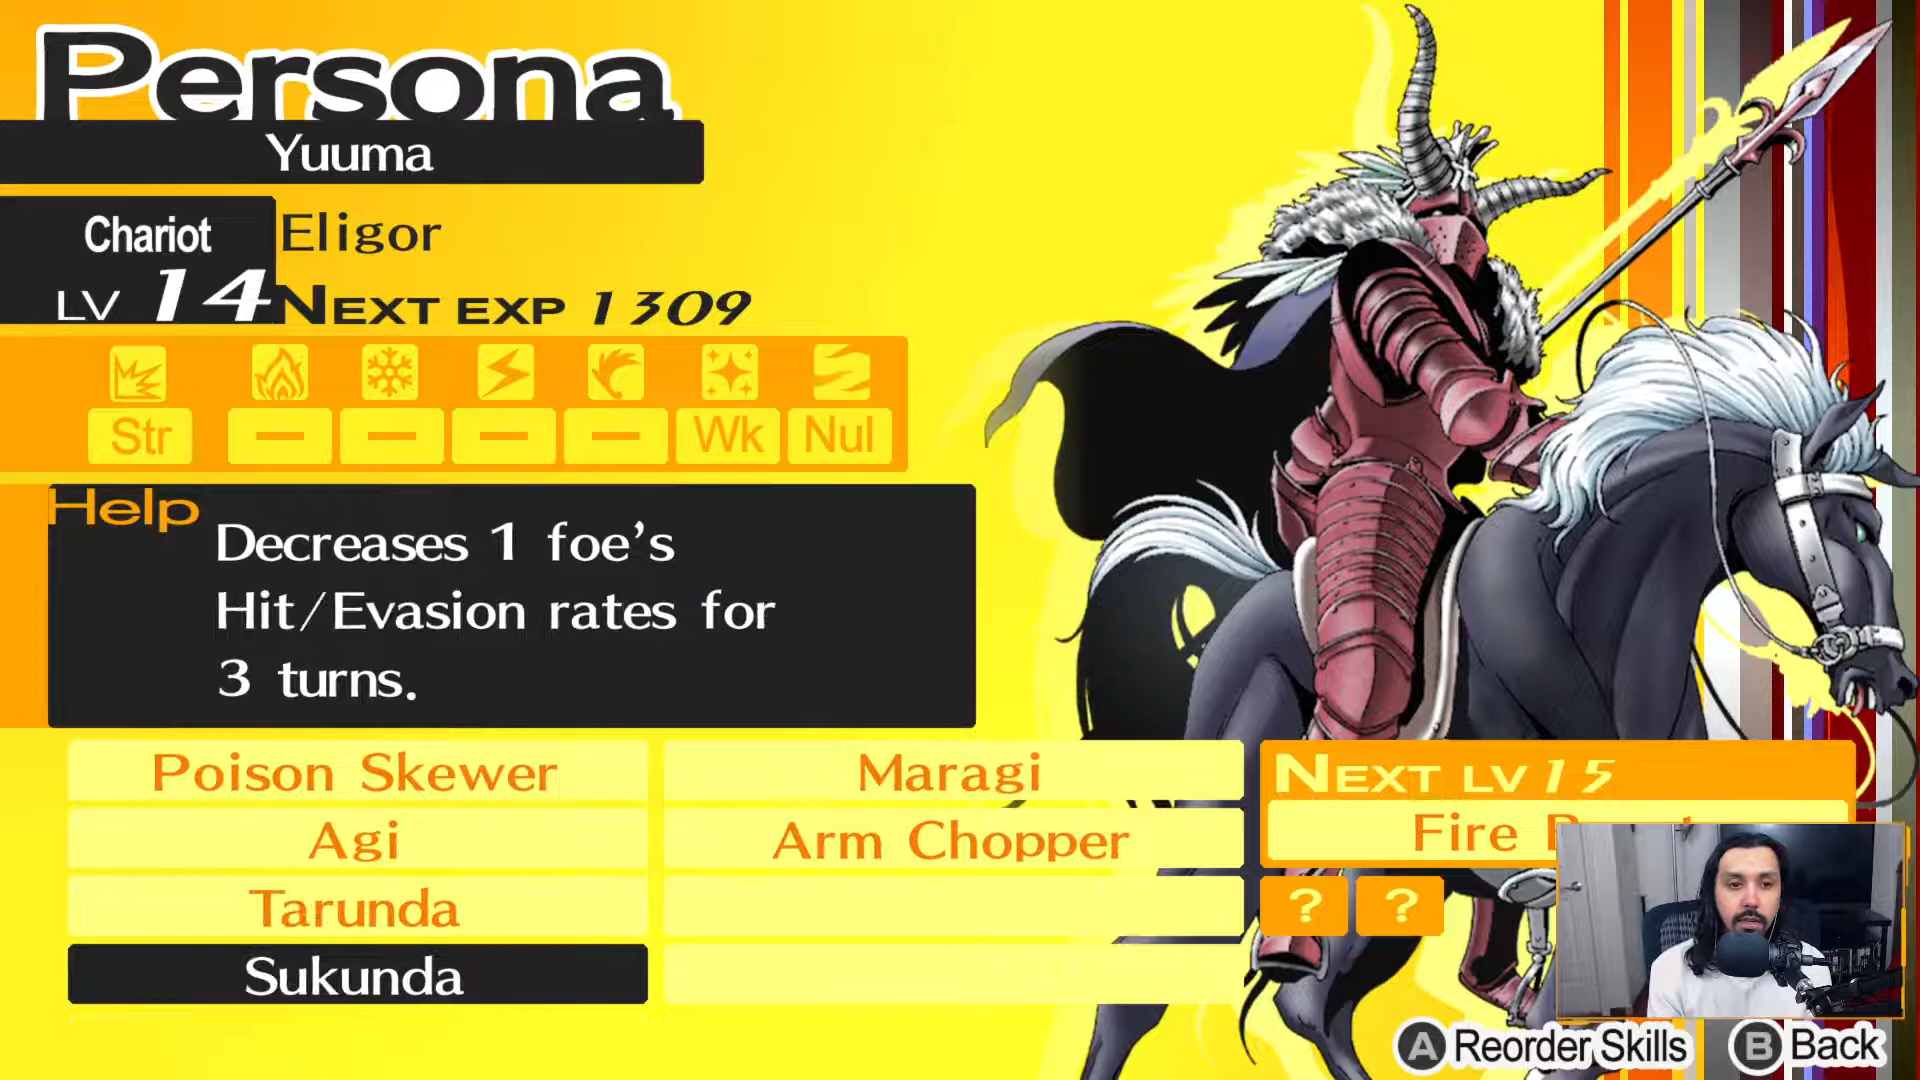 Persona
Yuuma
Chariot
Eligor
LV 14
NEXT EXP 1309
Str
Wk
Nul
Help
Decreases 1 foe's
Hit/Evasion rates for
3 turns.
Poison Skewer
Maragi
NEXT LV 15
Agi
Arm Chopper
Fire
Tarunda
? ?
Sukunda
A Reorder Skills B Back